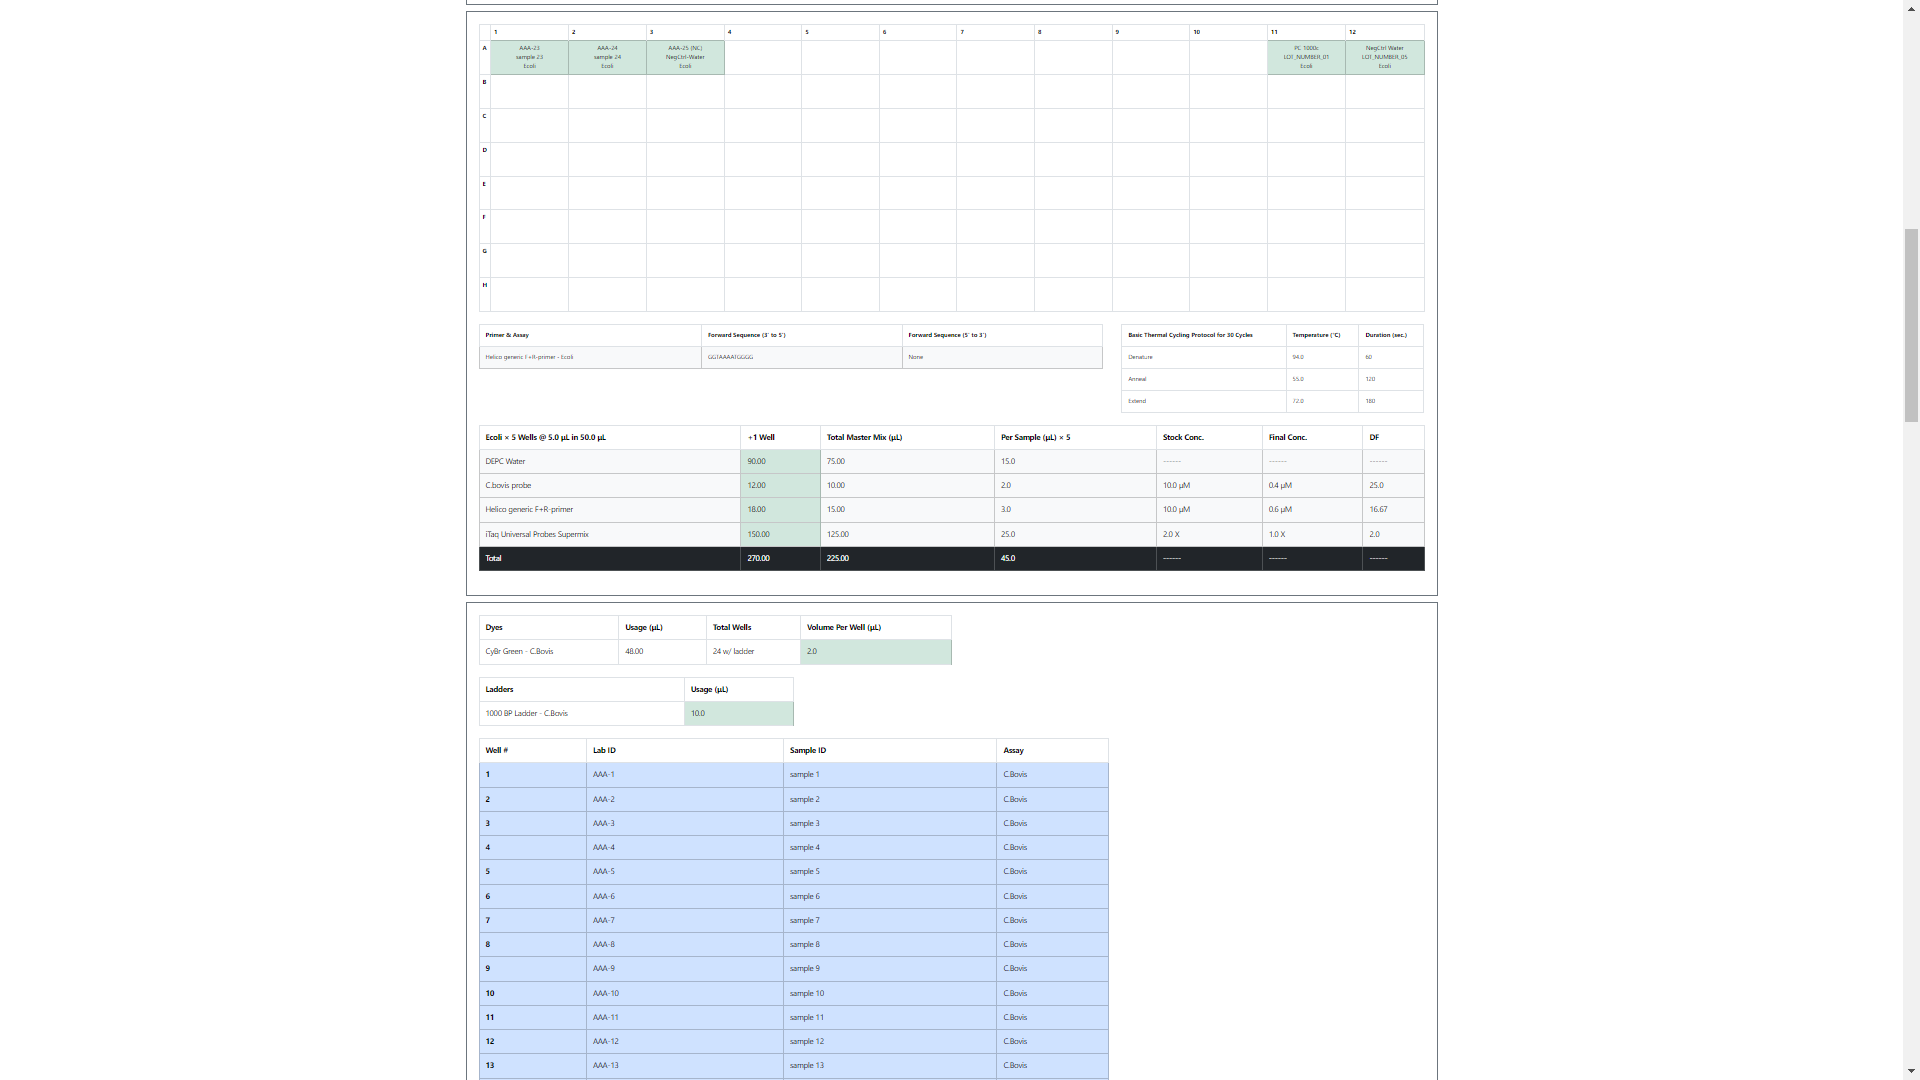 1 2 3 4 5 6 7 8 9 10 11 12
A AAA-23 AAA-24 AAA-25 (NC) PC 1000c NegCtrl Water
sample 23 sample 24 NegCtrl-Water LOT_NUMBER_01 LOT_NUMBER_05
Ecoli Ecoli Ecoli Ecoli Ecoli
B
C
D
E
F
G
H
Primer & Assay Forward Sequence (3' to 5') Forward Sequence (5' to 3')
Helico generic F+R-primer - Ecoli GGTAAAATGGGG None
Basic Thermal Cycling Protocol for 30 Cycles Temperature (°C) Duration (sec.)
Denature 94.0 60
Anneal 55.0 120
Extend 72.0 180
Ecoli × 5 Wells @ 5.0 µL in 50.0 µL +1 Well Total Master Mix (µL) Per Sample (µL) × 5 Stock Conc. Final Conc. DF
DEPC Water 90.00 75.00 15.0 ------ ------ ------
C.bovis probe 12.00 10.00 2.0 10.0 µM 0.4 µM 25.0
Helico generic F+R-primer 18.00 15.00 3.0 10.0 µM 0.6 µM 16.67
iTaq Universal Probes Supermix 150.00 125.00 25.0 2.0 X 1.0 X 2.0
Total 270.00 225.00 45.0 ------ ------ ------
Dyes Usage (µL) Total Wells Volume Per Well (µL)
CyBr Green - C.Bovis 48.00 24 w/ ladder 2.0
Ladders Usage (µL)
1000 BP Ladder - C.Bovis 10.0
Well # Lab ID Sample ID Assay
1 AAA-1 sample 1 C.Bovis
2 AAA-2 sample 2 C.Bovis
3 AAA-3 sample 3 C.Bovis
4 AAA-4 sample 4 C.Bovis
5 AAA-5 sample 5 C.Bovis
6 AAA-6 sample 6 C.Bovis
7 AAA-7 sample 7 C.Bovis
8 AAA-8 sample 8 C.Bovis
9 AAA-9 sample 9 C.Bovis
10 AAA-10 sample 10 C.Bovis
11 AAA-11 sample 11 C.Bovis
12 AAA-12 sample 12 C.Bovis
13 AAA-13 sample 13 C.Bovis